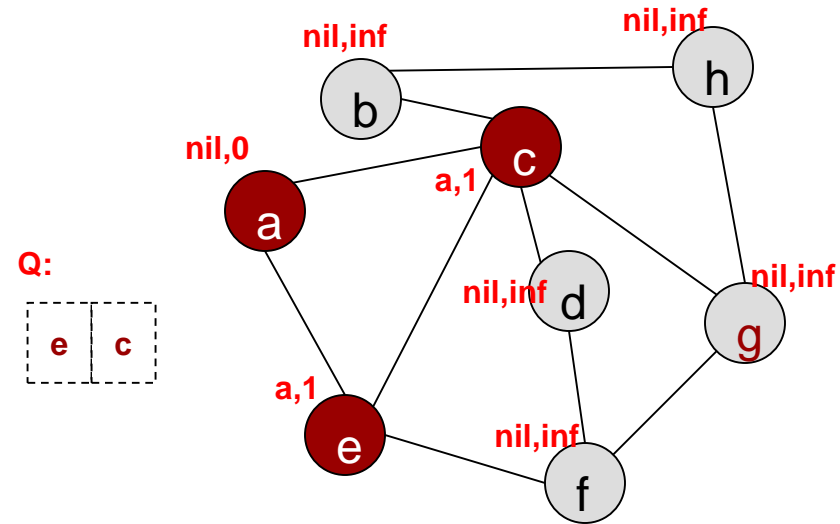 nil,inf
nil,inf
b
h
nil,0
c
a,1
a
Q:
nil,inf
nil,inf
d
g
e c
a,1
nil,inf
e
f